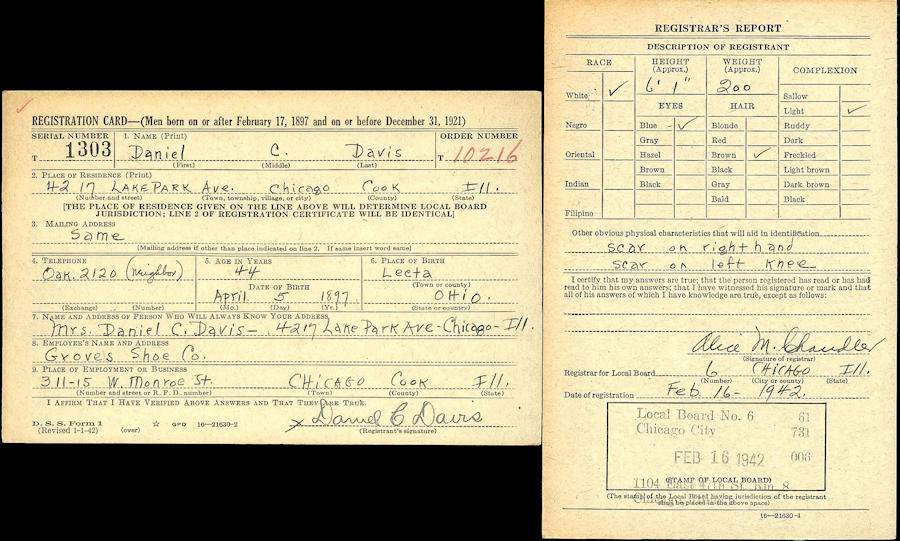 REGISTRATION CARD—(Men born on or after February 17, 1897 and on or before December 31, 1921)
SERIAL NUMBER 1. NAME (Print) ORDER NUMBER
T 1303 Daniel C. Davis T 10216
(First) (Middle) (Last)
2. PLACE OF RESIDENCE (Print)
4217 LAKE PARK Ave. Chicago Cook Ill.
(Number and street) (Town, township, village, or city) (County) (State)
[THE PLACE OF RESIDENCE GIVEN ON THE LINE ABOVE WILL DETERMINE LOCAL BOARD
JURISDICTION; LINE 2 OF REGISTRATION CERTIFICATE WILL BE IDENTICAL]
3. MAILING ADDRESS
Same
(Mailing address if other than place indicated on line 2. If same insert word same)
4. TELEPHONE 5. AGE IN YEARS 6. PLACE OF BIRTH
Oak. 2120 (neighbor) 44 Leeta
DATE OF BIRTH (Town or county)
April 5 1897 OHIO.
(Exchange) (Number) (Mo.) (Day) (Yr.) (State or country)
7. NAME AND ADDRESS OF PERSON WHO WILL ALWAYS KNOW YOUR ADDRESS
Mrs. Daniel C. Davis— 4217 Lake Park Ave-Chicago-Ill.
8. EMPLOYER'S NAME AND ADDRESS
Groves Shoe Co.
9. PLACE OF EMPLOYMENT OR BUSINESS
311-15 W. Monroe St. CHICAGO COOK Ill.
(Number and street or R. F. D. number) (Town) (County) (State)
I AFFIRM THAT I HAVE VERIFIED ABOVE ANSWERS AND THAT THEY ARE TRUE.
D. S. S. Form 1 x Daniel C Davis
(Revised 1-1-42) (over) ☆ GPO 16—21630-2 (Registrant's signature)
REGISTRAR'S REPORT
DESCRIPTION OF REGISTRANT
RACE HEIGHT (Approx.) WEIGHT (Approx.) COMPLEXION
White ✓ 6' 1" 200 Sallow
EYES HAIR Light ✓
Negro Blue -✓ Blonde Ruddy
Gray Red Dark
Oriental Hazel Brown ✓ Freckled
Brown Black Light brown
Indian Black Gray Dark brown
Bald Black
Filipino
Other obvious physical characteristics that will aid in identification
scar on right hand
scar on left knee
I certify that my answers are true; that the person registered has read or has had
read to him his own answers; that I have witnessed his signature or mark and that
all of his answers of which I have knowledge are true, except as follows:
Alice M. Chandler
(Signature of registrar)
Registrar for Local Board 6 CHICAGO Ill.
(Number) (City or county) (State)
Date of registration Feb. 16- 1942.
Local Board No. 6 61
Chicago City 731
FEB 16 1942 006
(STAMP OF LOCAL BOARD)
1104 East 47th St. Rm 8
(The stamp of the Local Board having jurisdiction of the registrant
shall be placed in the above space)
16—21630-1